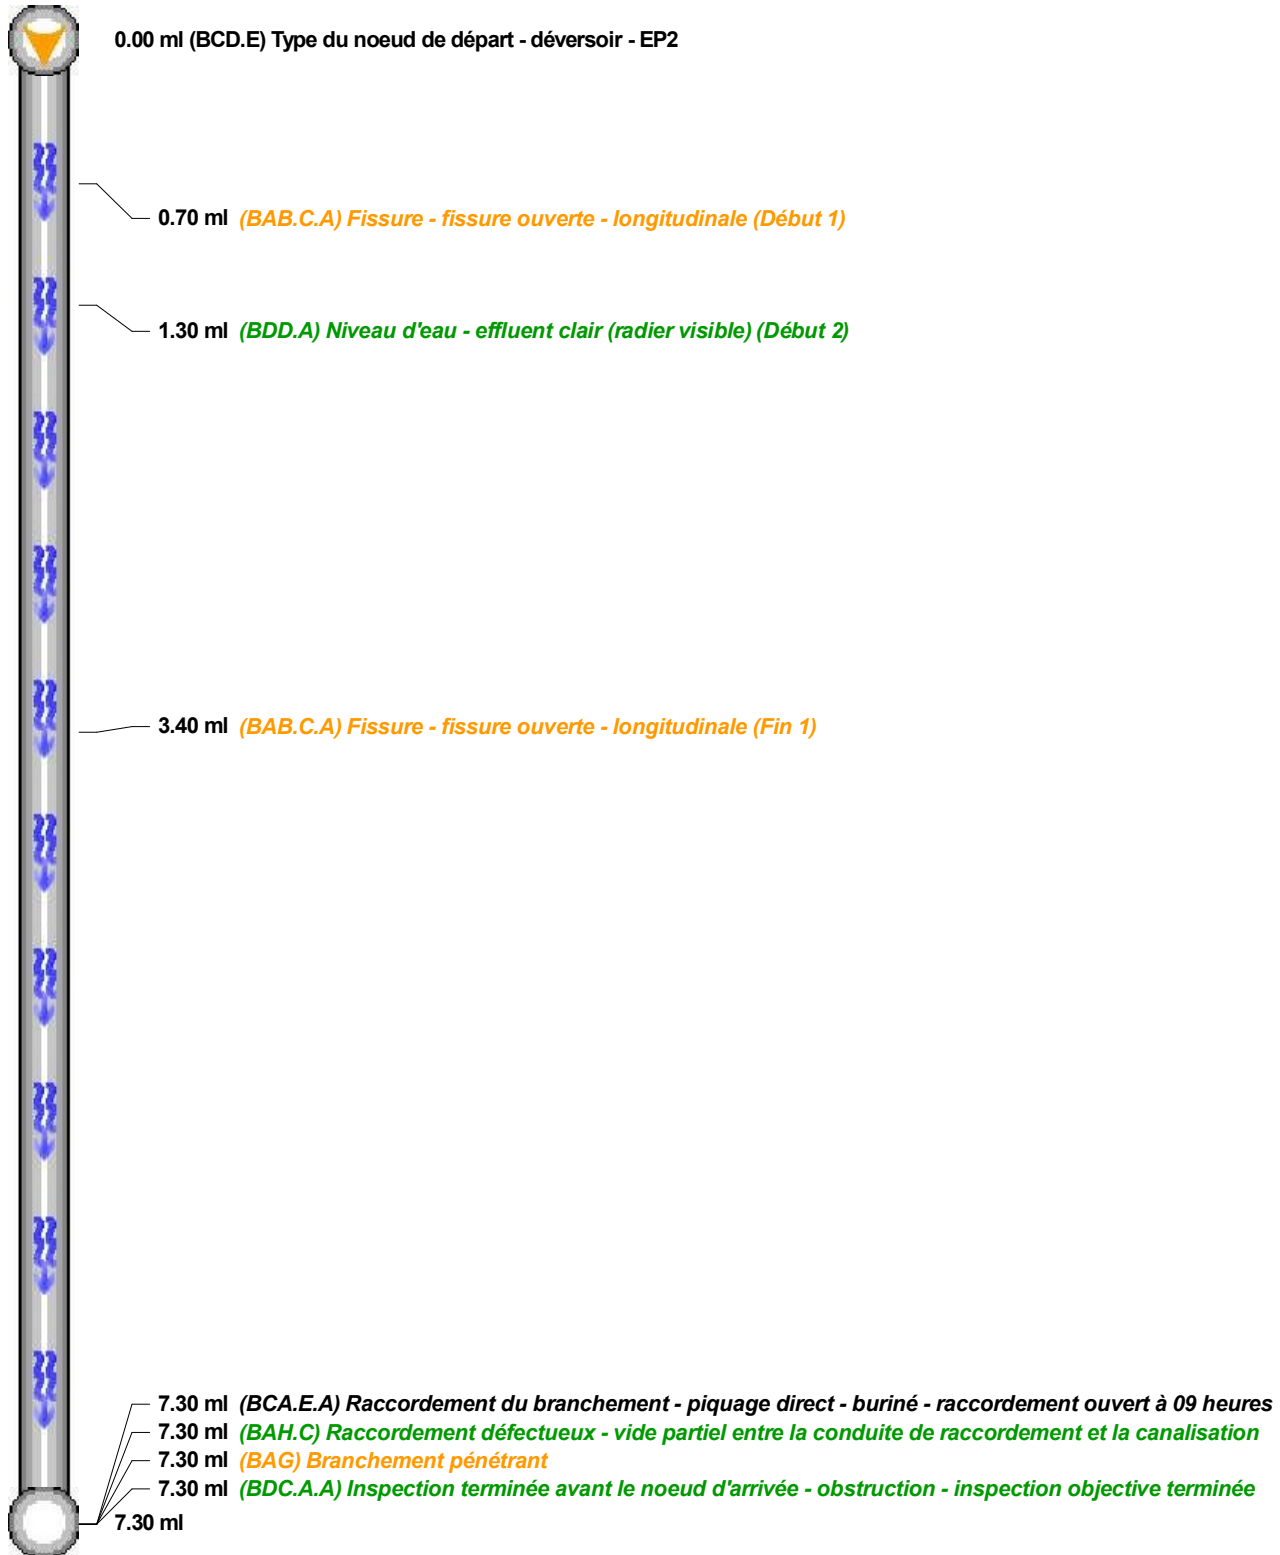 0.00 ml (BCD.E) Type du noeud de départ - déversoir - EP2
0.70 ml (BAB.C.A) Fissure - fissure ouverte - longitudinale (Début 1)
1.30 ml (BDD.A) Niveau d'eau - effluent clair (radier visible) (Début 2)
3.40 ml (BAB.C.A) Fissure - fissure ouverte - longitudinale (Fin 1)
7.30 ml (BCA.E.A) Raccordement du branchement - piquage direct - buriné - raccordement ouvert à 09 heures
7.30 ml (BAH.C) Raccordement défectueux - vide partiel entre la conduite de raccordement et la canalisation
7.30 ml (BAG) Branchement pénétrant
7.30 ml (BDC.A.A) Inspection terminée avant le noeud d'arrivée - obstruction - inspection objective terminée
7.30 ml